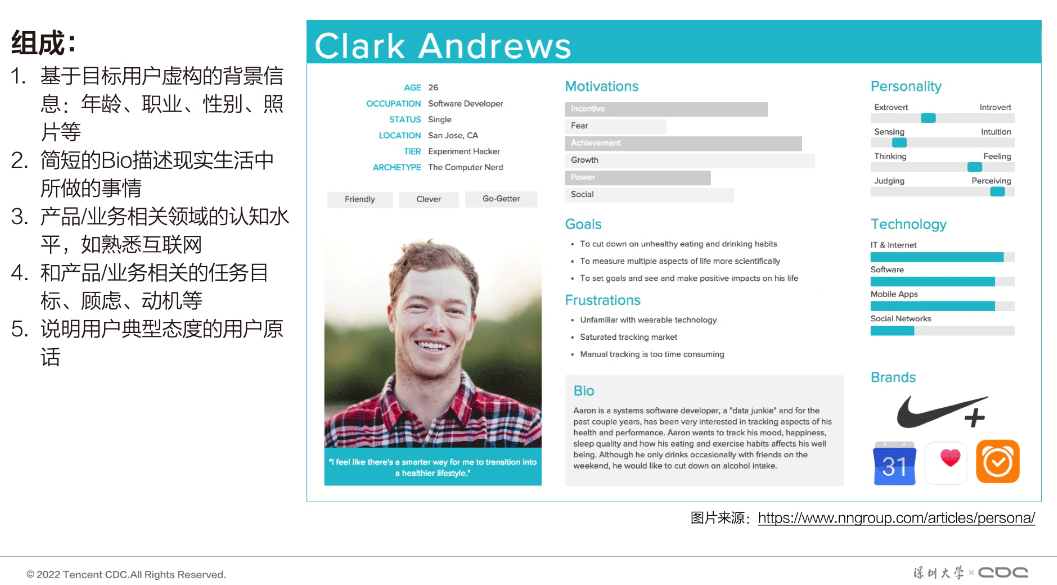 组成：
1. 基于目标用户虚构的背景信
息：年龄、职业、性别、照
片等
2. 简短的Bio描述现实生活中
所做的事情
3. 产品/业务相关领域的认知水
平，如熟悉互联网
4. 和产品/业务相关的任务目
标、顾虑、动机等
5. 说明用户典型态度的用户原
话
Clark Andrews
AGE 26
OCCUPATION Software Developer
STATUS Single
LOCATION San Jose, CA
TIER Experiment Hacker
ARCHETYPE The Computer Nerd
Friendly Clever Go-Getter
"I feel like there's a smarter way for me to transition into
a healthier lifestyle."
Motivations
Incentive
Fear
Achievement
Growth
Power
Social
Goals
• To cut down on unhealthy eating and drinking habits
• To measure multiple aspects of life more scientifically
• To set goals and see and make positive impacts on his life
Frustrations
• Unfamiliar with wearable technology
• Saturated tracking market
• Manual tracking is too time consuming
Bio
Aaron is a systems software developer, a "data junkie" and for the
past couple years, has been very interested in tracking aspects of his
health and performance. Aaron wants to track his mood, happiness,
sleep quality and how his eating and exercise habits affects his well
being. Although he only drinks occasionally with friends on the
weekend, he would like to cut down on alcohol intake.
Personality
Extrovert Introvert
Sensing Intuition
Thinking Feeling
Judging Perceiving
Technology
IT & Internet
Software
Mobile Apps
Social Networks
Brands
+
31
图片来源：https://www.nngroup.com/articles/persona/
© 2022 Tencent CDC.All Rights Reserved.
深圳大学 × CDC